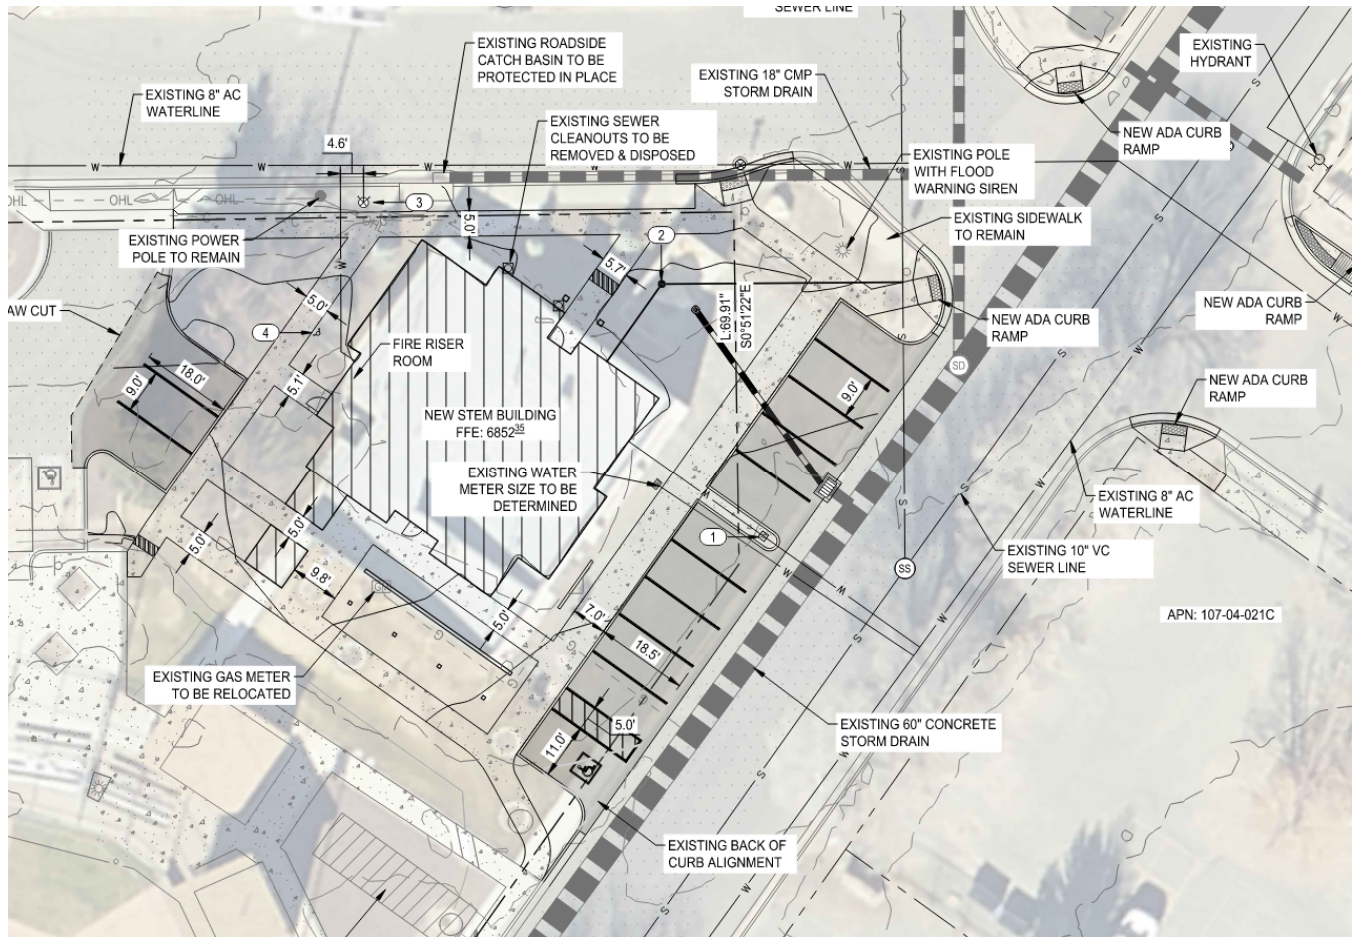 SEWER LINE
EXISTING ROADSIDE
CATCH BASIN TO BE
PROTECTED IN PLACE
EXISTING
HYDRANT
EXISTING 18" CMP
STORM DRAIN
EXISTING 8" AC
WATERLINE
EXISTING SEWER
CLEANOUTS TO BE
REMOVED & DISPOSED
NEW ADA CURB
RAMP
4.6'
W
W
W
W
W
S
EXISTING POLE
WITH FLOOD
WARNING SIREN
OHL
OHL
OHL
3
5.0'
EXISTING SIDEWALK
TO REMAIN
EXISTING POWER
POLE TO REMAIN
2
5.7'
W
L:69.91"
S0°51'22"E
AW CUT
5.0'
4
NEW ADA CURB
RAMP
NEW ADA CURB
RAMP
W
S
W
FIRE RISER
ROOM
SD
18.0'
9.0'
5.1'
9.0'
NEW ADA CURB
RAMP
NEW STEM BUILDING
FFE: 6852³⁵
EXISTING WATER
METER SIZE TO BE
DETERMINED
W
W
S
EXISTING 8" AC
WATERLINE
5.0'
5.0'
1
EXISTING 10" VC
SEWER LINE
SS
9.8'
GM
W
W
W
5.0'
7.0'
APN: 107-04-021C
G
G
G
18.5'
S
EXISTING GAS METER
TO BE RELOCATED
5.0'
11.0'
EXISTING 60" CONCRETE
STORM DRAIN
S
W
EXISTING BACK OF
CURB ALIGNMENT
W
S